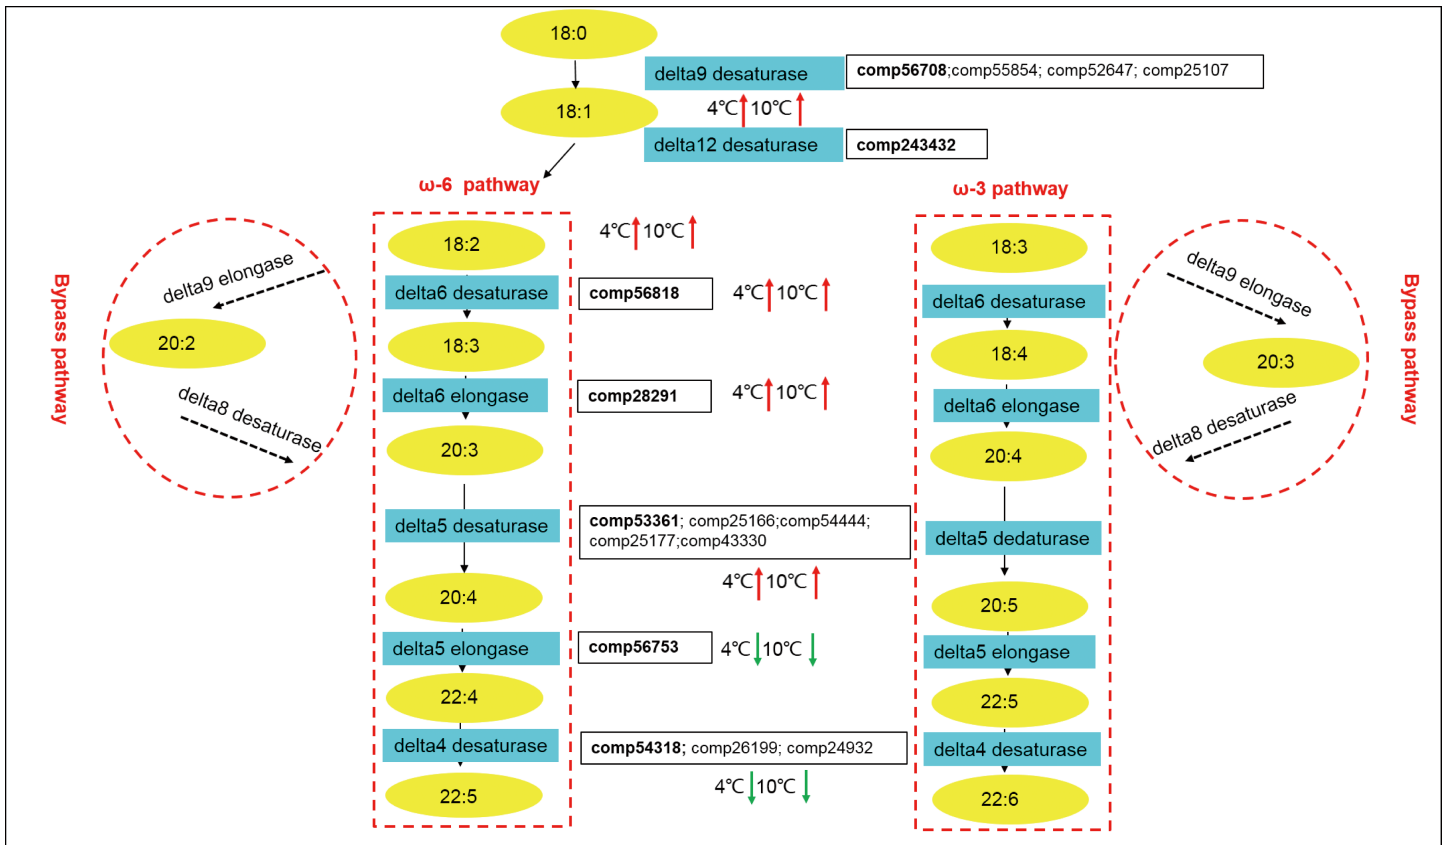 18:0
delta9 desaturase
comp56708;comp55854; comp52647; comp25107
18:1
4℃ 10℃
delta12 desaturase
comp243432
ω-6 pathway
ω-3 pathway
18:2
4℃ 10℃
18:3
Bypass pathway
delta9 elongase
20:2
delta8 desaturase
delta6 desaturase
comp56818
4℃ 10℃
delta6 desaturase
18:3
18:4
delta9 elongase
20:3
delta8 desaturase
Bypass pathway
delta6 elongase
comp28291
4℃ 10℃
delta6 elongase
20:3
20:4
delta5 desaturase
comp53361; comp25166;comp54444;
comp25177;comp43330
delta5 dedaturase
4℃ 10℃
20:4
20:5
delta5 elongase
comp56753
4℃ 10℃
delta5 elongase
22:4
22:5
delta4 desaturase
comp54318; comp26199; comp24932
delta4 desaturase
4℃ 10℃
22:5
22:6